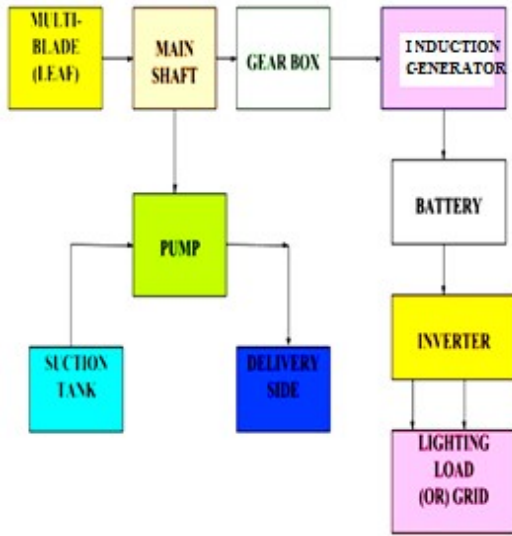 MULTI-
BLADE
(LEAF)
MAIN
SHAFT
GEAR BOX
INDUCTION
GENERATOR
BATTERY
PUMP
INVERTER
SUCTION
TANK
DELIVERY
SIDE
LIGHTING
LOAD
(OR) GRID